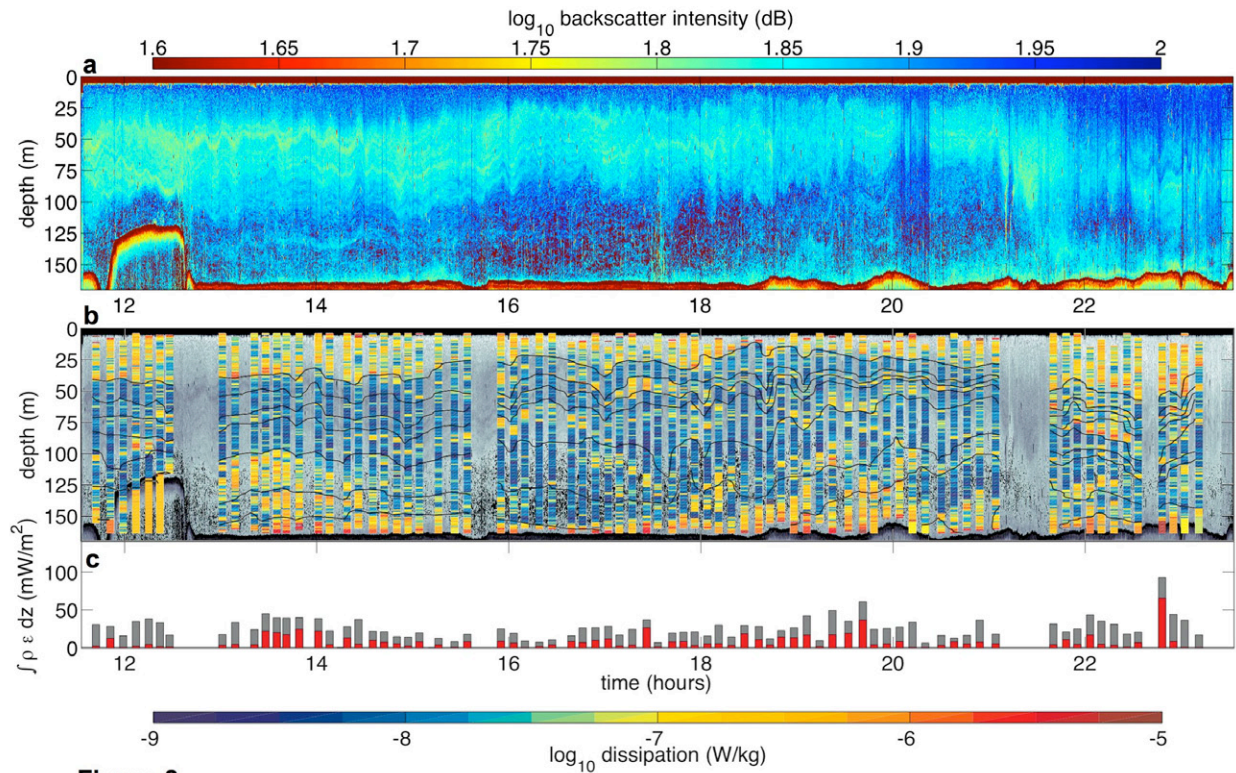 log10 backscatter intensity (dB)
1.6 1.65 1.7 1.75 1.8 1.85 1.9 1.95 2
a
0
25
50
75
100
125
150
depth (m)
12 14 16 18 20 22
b
0
25
50
75
100
125
150
depth (m)
c
100
50
0
∫ ρ ε dz (mW/m2)
12 14 16 18 20 22
time (hours)
-9 -8 -7 -6 -5
log10 dissipation (W/kg)